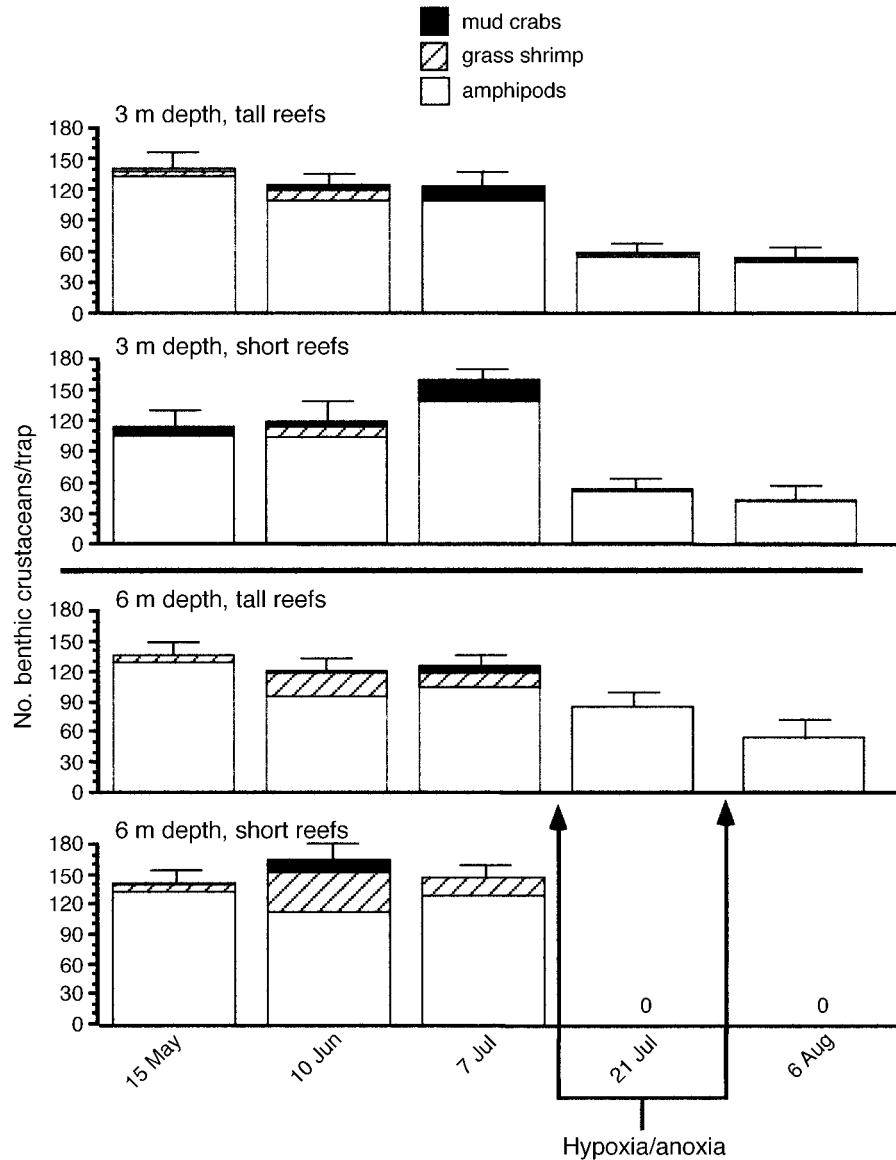 mud crabs
grass shrimp
amphipods
3 m depth, tall reefs
180
150
120
90
60
30
0
3 m depth, short reefs
180
150
120
90
60
30
0
No. benthic crustaceans/trap
6 m depth, tall reefs
180
150
120
90
60
30
0
6 m depth, short reefs
180
150
120
90
60
30
0
0 0
15 May 10 Jun 7 Jul 21 Jul 6 Aug
Hypoxia/anoxia